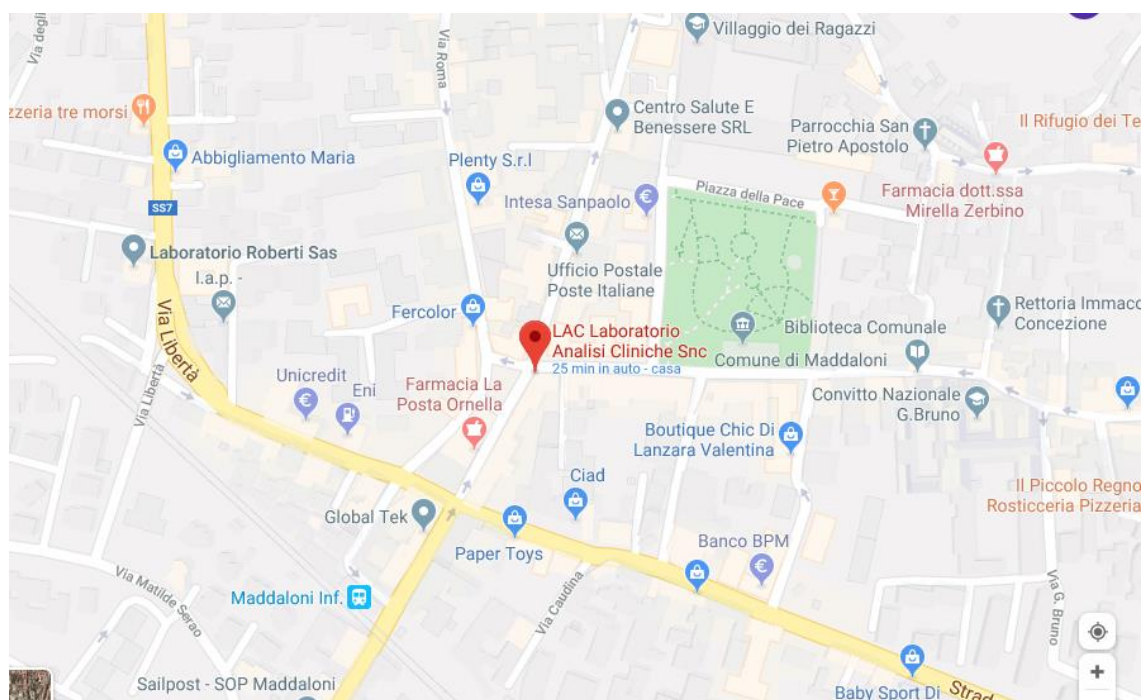 Via degli
Via Roma
Villaggio dei Ragazzi
zzeria tre morsi
Centro Salute E
Benessere SRL
Parrocchia San
Pietro Apostolo
Il Rifugio dei Te
Abbigliamento Maria
Plenty S.r.l
Farmacia dott.ssa
Mirella Zerbino
Intesa Sanpaolo
Piazza della Pace
SS7
Laboratorio Roberti Sas
l.a.p. -
Ufficio Postale
Poste Italiane
Fercolor
Rettoria Immaco
Concezione
Via Libertà
LAC Laboratorio
Analisi Cliniche Snc
25 min in auto - casa
Biblioteca Comunale
Comune di Maddaloni
Via Libertà
Unicredit
Eni
Farmacia La
Posta Ornella
Convitto Nazionale
G.Bruno
Boutique Chic Di
Lanzara Valentina
Ciad
Il Piccolo Regno
Rosticceria Pizzeria
Global Tek
Paper Toys
Banco BPM
Via Matilde Serao
Maddaloni Inf.
Via Caudina
Via G. Bruno
Sailpost - SOP Maddaloni
Baby Sport Di
Strad